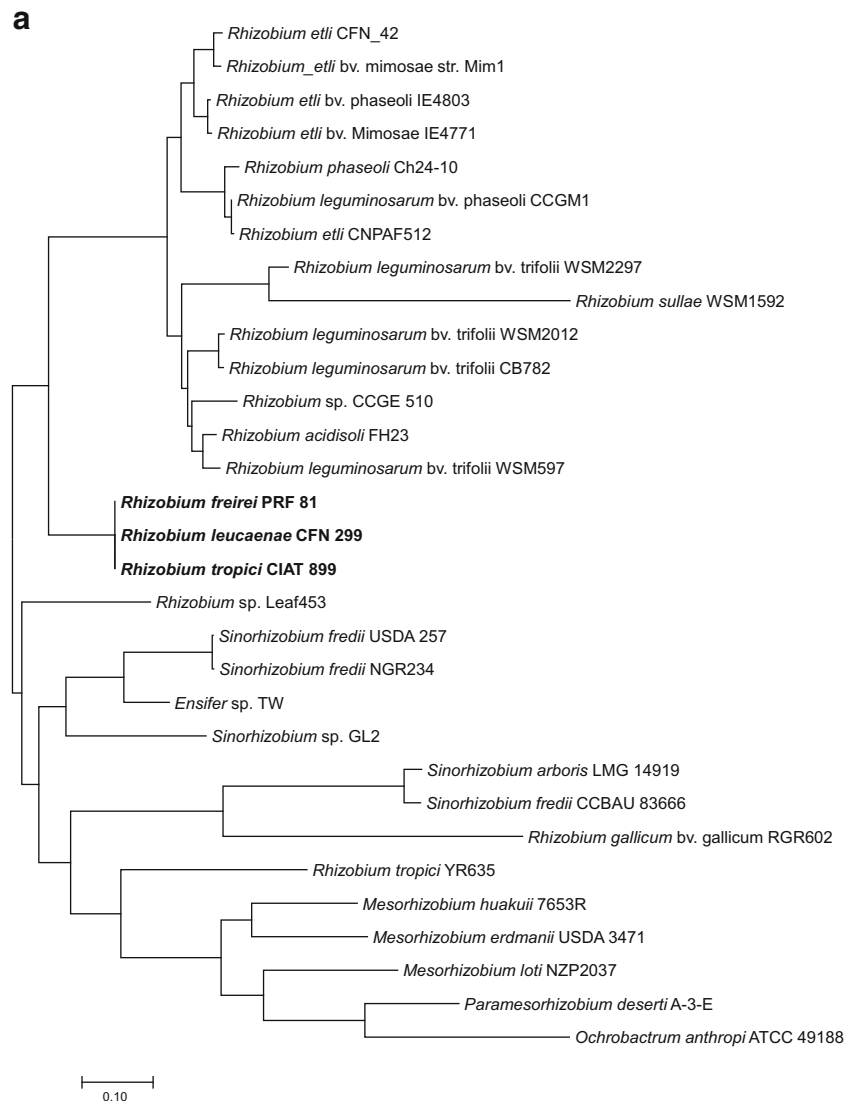 a
Rhizobium etli CFN_42
Rhizobium_etli bv. mimosae str. Mim1
Rhizobium etli bv. phaseoli IE4803
Rhizobium etli bv. Mimosae IE4771
Rhizobium phaseoli Ch24-10
Rhizobium leguminosarum bv. phaseoli CCGM1
Rhizobium etli CNPAF512
Rhizobium leguminosarum bv. trifolii WSM2297
Rhizobium sullae WSM1592
Rhizobium leguminosarum bv. trifolii WSM2012
Rhizobium leguminosarum bv. trifolii CB782
Rhizobium sp. CCGE 510
Rhizobium acidisoli FH23
Rhizobium leguminosarum bv. trifolii WSM597
Rhizobium freirei PRF 81
Rhizobium leucaenae CFN 299
Rhizobium tropici CIAT 899
Rhizobium sp. Leaf453
Sinorhizobium fredii USDA 257
Sinorhizobium fredii NGR234
Ensifer sp. TW
Sinorhizobium sp. GL2
Sinorhizobium arboris LMG 14919
Sinorhizobium fredii CCBAU 83666
Rhizobium gallicum bv. gallicum RGR602
Rhizobium tropici YR635
Mesorhizobium huakuii 7653R
Mesorhizobium erdmanii USDA 3471
Mesorhizobium loti NZP2037
Paramesorhizobium deserti A-3-E
Ochrobactrum anthropi ATCC 49188
0.10